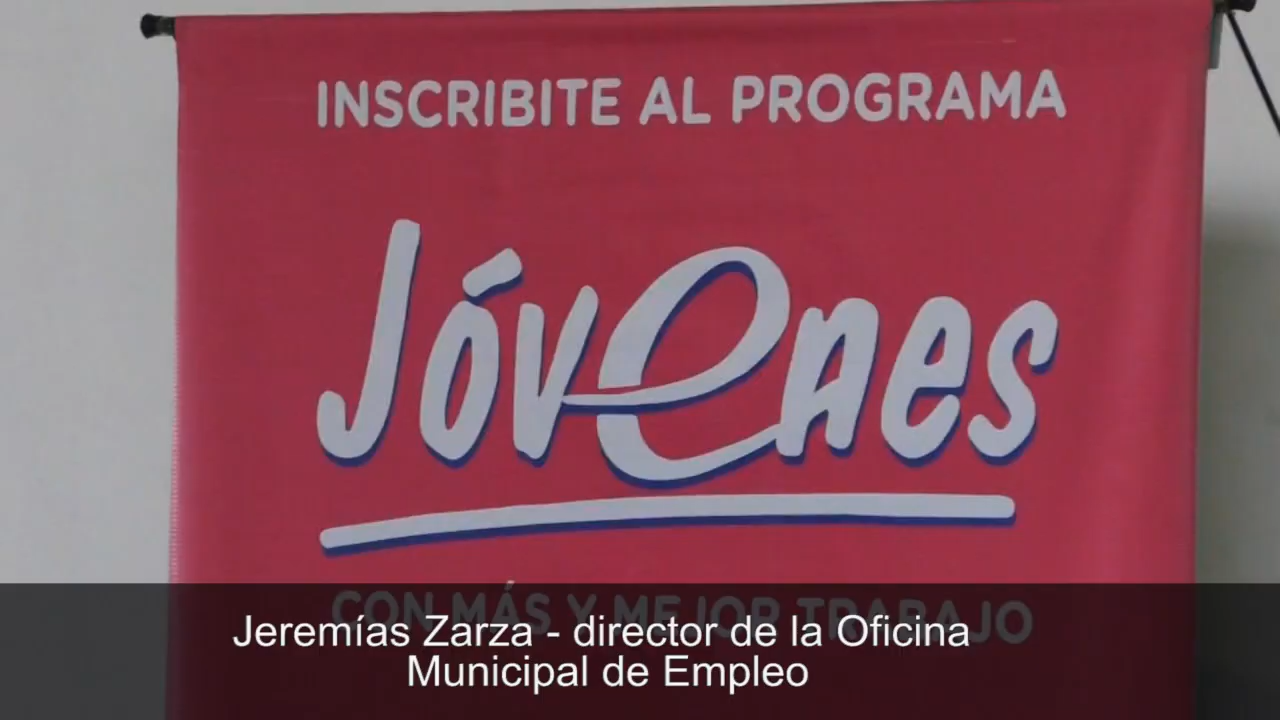 INSCRIBITE AL PROGRAMA
Jóvenes
CON MÁS Y MEJOR TRABAJO
Jeremías Zarza - director de la Oficina
Municipal de Empleo